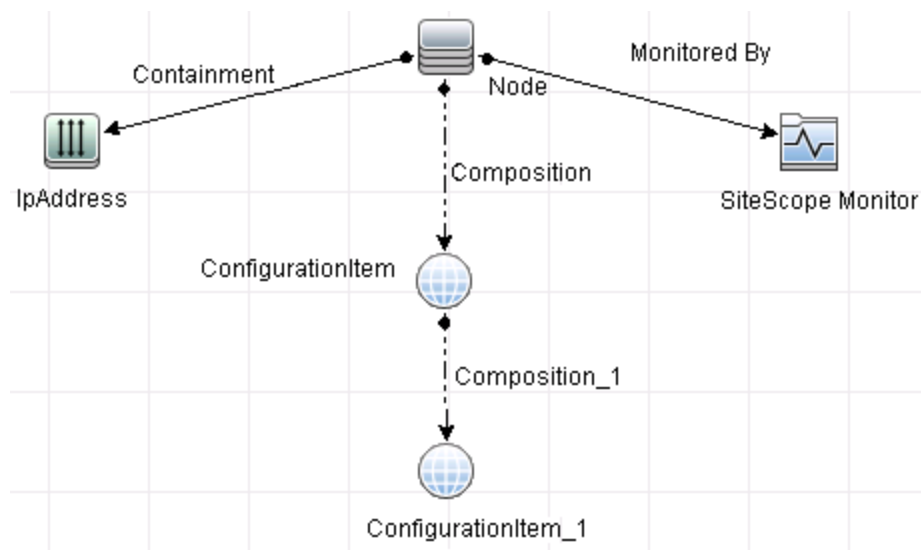 Monitored By
Containment
Node
Composition
IpAddress
SiteScope Monitor
ConfigurationItem
Composition_1
ConfigurationItem_1